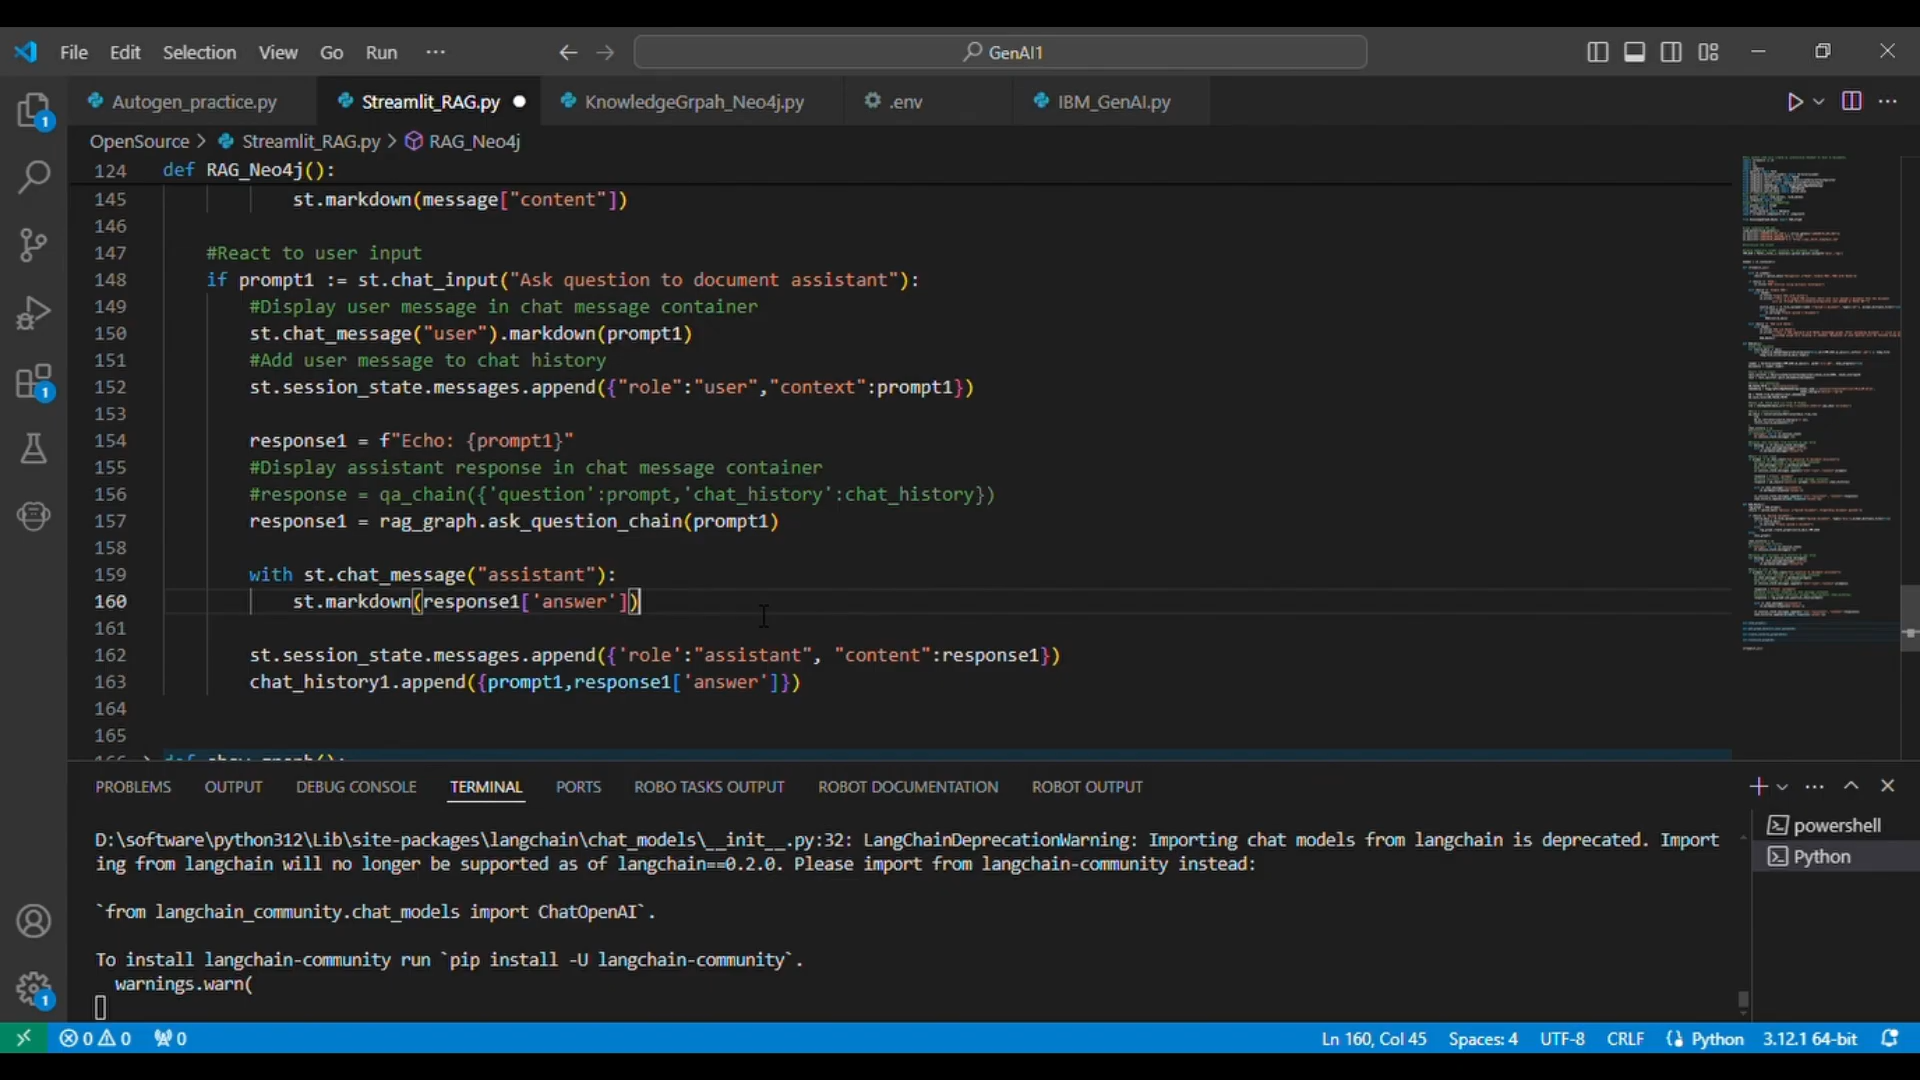 File Edit Selection View Go Run ···
GenAI1
Autogen_practice.py
Streamlit_RAG.py
KnowledgeGrpah_Neo4j.py
.env
IBM_GenAI.py
OpenSource > Streamlit_RAG.py > RAG_Neo4j
124 def RAG_Neo4j():
145 st.markdown(message["content"])
146
147 #React to user input
148 if prompt1 := st.chat_input("Ask question to document assistant"):
149 #Display user message in chat message container
150 st.chat_message("user").markdown(prompt1)
151 #Add user message to chat history
152 st.session_state.messages.append({"role":"user","context":prompt1})
153
154 response1 = f"Echo: {prompt1}"
155 #Display assistant response in chat message container
156 #response = qa_chain({'question':prompt,'chat_history':chat_history})
157 response1 = rag_graph.ask_question_chain(prompt1)
158
159 with st.chat_message("assistant"):
160 st.markdown(response1['answer'])
161
162 st.session_state.messages.append({'role':"assistant", "content":response1})
163 chat_history1.append({prompt1,response1['answer']})
164
165
PROBLEMS OUTPUT DEBUG CONSOLE TERMINAL PORTS ROBO TASKS OUTPUT ROBOT DOCUMENTATION ROBOT OUTPUT
D:\software\python312\Lib\site-packages\langchain\chat_models\__init__.py:32: LangChainDeprecationWarning: Importing chat models from langchain is deprecated. Import
ing from langchain will no longer be supported as of langchain==0.2.0. Please import from langchain-community instead:
`from langchain_community.chat_models import ChatOpenAI`.
To install langchain-community run `pip install -U langchain-community`.
warnings.warn(
powershell
Python
1
1
1
0 0 0
Ln 160, Col 45 Spaces: 4 UTF-8 CRLF Python 3.12.1 64-bit